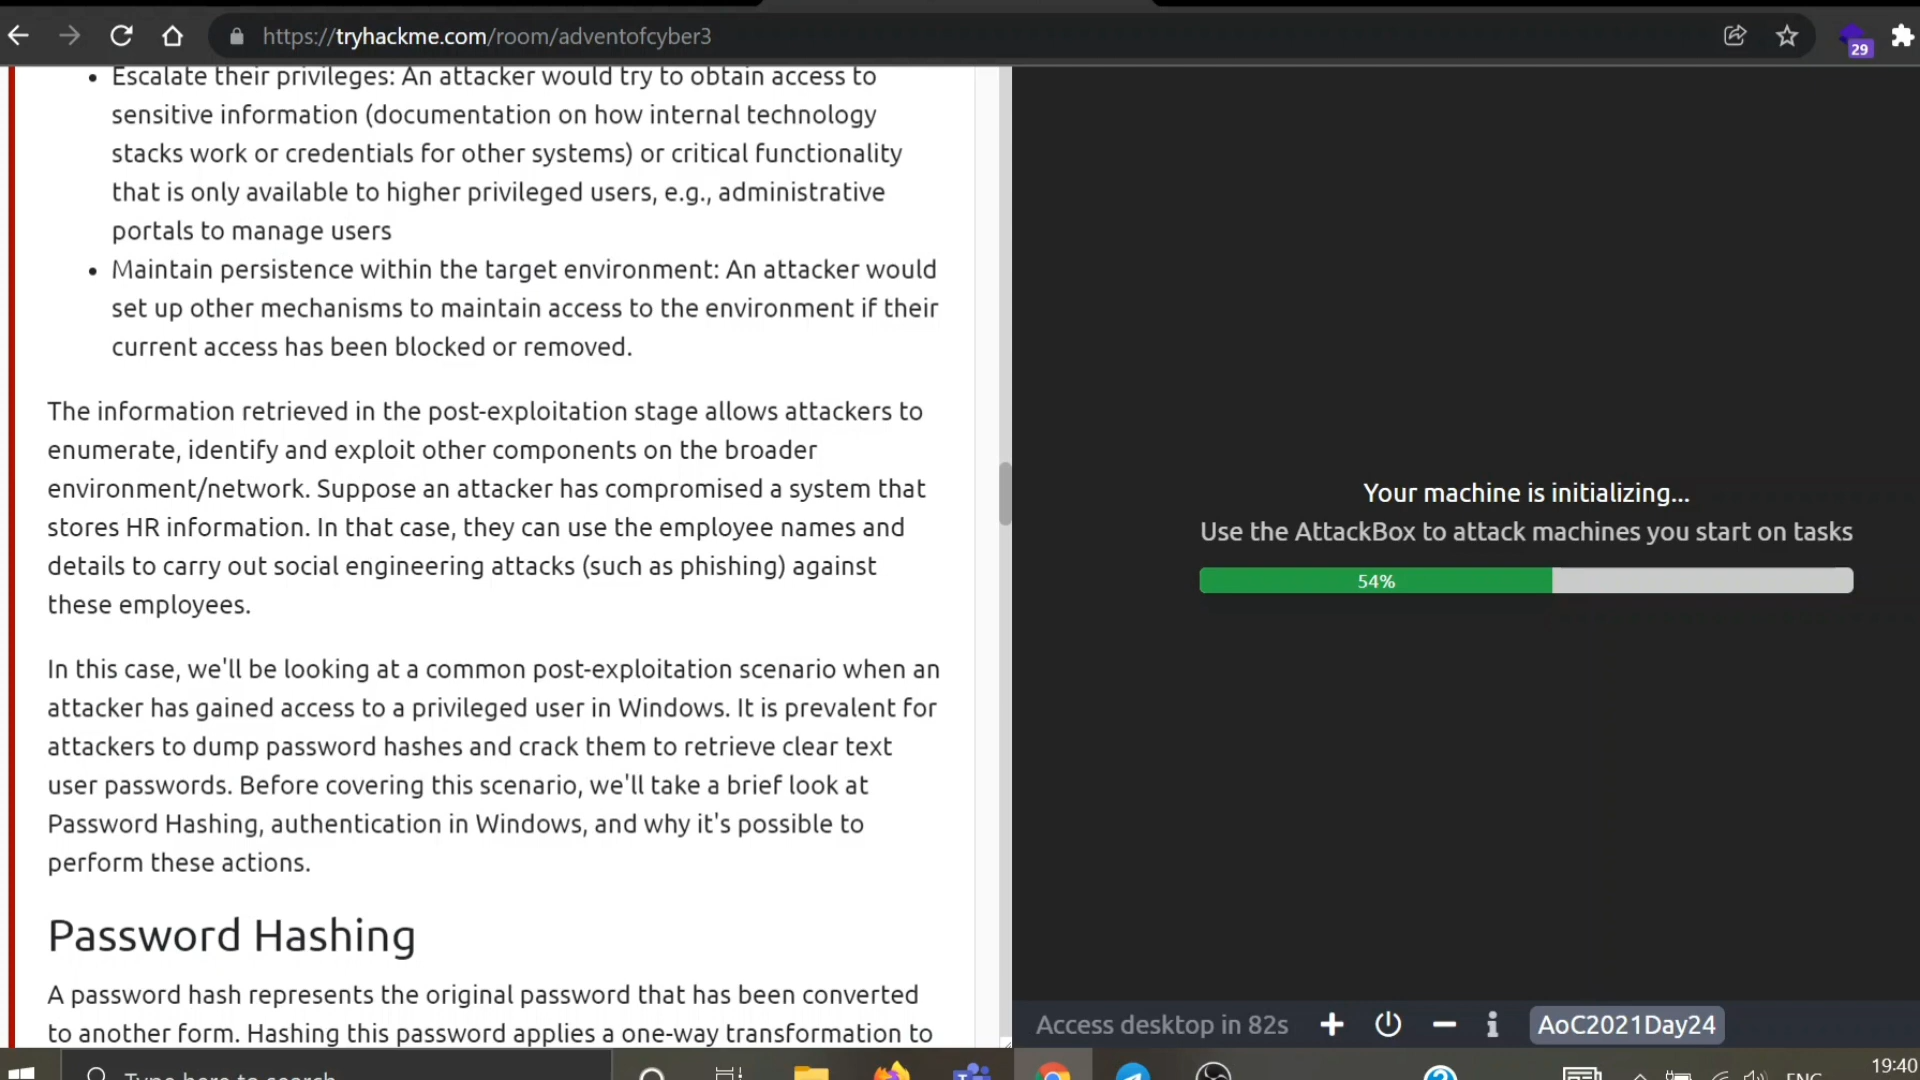 https://tryhackme.com/room/adventofcyber3
29
Escalate their privileges: An attacker would try to obtain access to
sensitive information (documentation on how internal technology
stacks work or credentials for other systems) or critical functionality
that is only available to higher privileged users, e.g., administrative
portals to manage users
Maintain persistence within the target environment: An attacker would
set up other mechanisms to maintain access to the environment if their
current access has been blocked or removed.
The information retrieved in the post-exploitation stage allows attackers to
enumerate, identify and exploit other components on the broader
environment/network. Suppose an attacker has compromised a system that
stores HR information. In that case, they can use the employee names and
details to carry out social engineering attacks (such as phishing) against
these employees.
In this case, we'll be looking at a common post-exploitation scenario when an
attacker has gained access to a privileged user in Windows. It is prevalent for
attackers to dump password hashes and crack them to retrieve clear text
user passwords. Before covering this scenario, we'll take a brief look at
Password Hashing, authentication in Windows, and why it's possible to
perform these actions.
Password Hashing
A password hash represents the original password that has been converted
to another form. Hashing this password applies a one-way transformation to
Your machine is initializing...
Use the AttackBox to attack machines you start on tasks
54%
Access desktop in 82s
AoC2021Day24
Type here to search
ENG
19:40